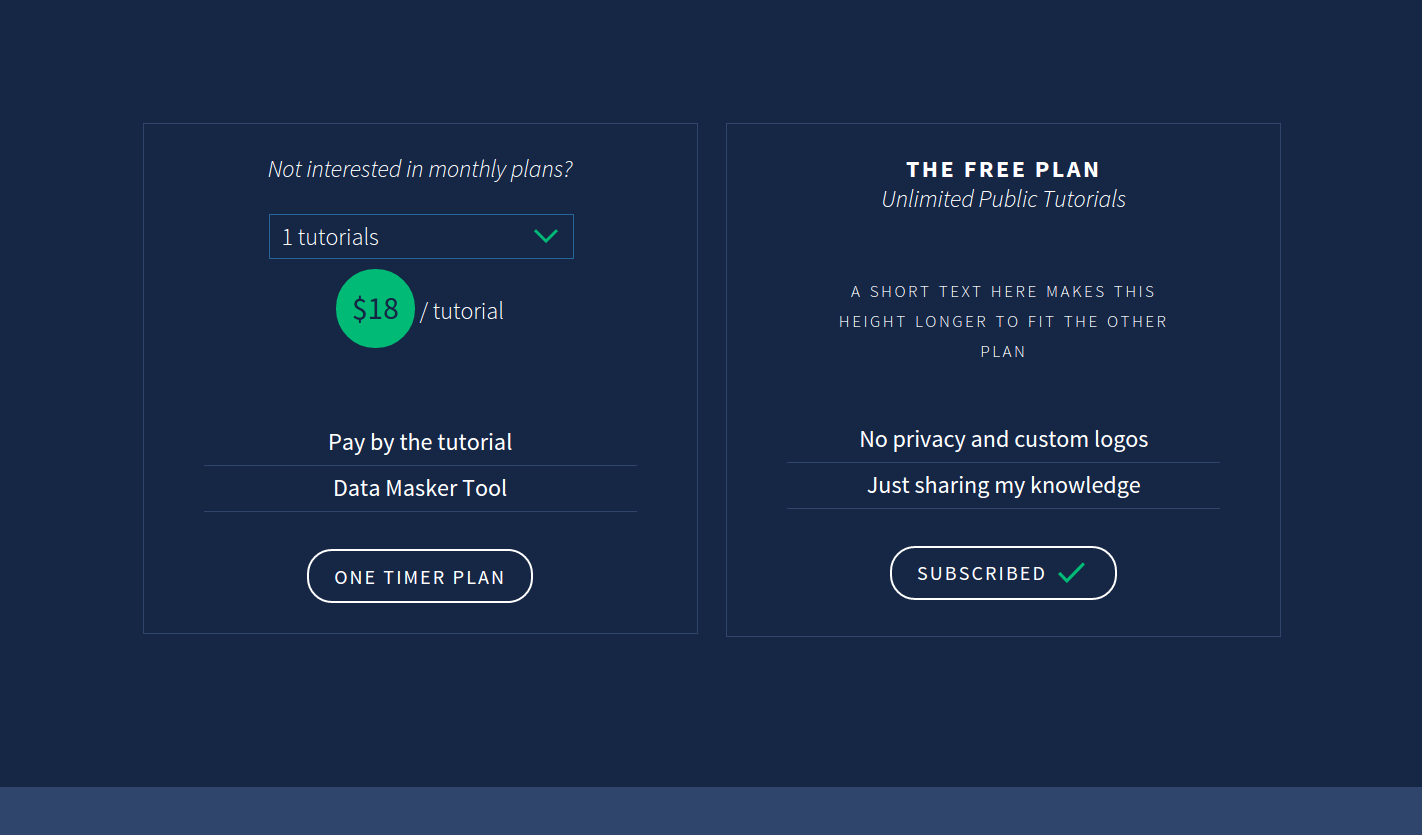 Not interested in monthly plans?
1 tutorials
$18 / tutorial
Pay by the tutorial
Data Masker Tool
ONE TIMER PLAN
THE FREE PLAN
Unlimited Public Tutorials
A SHORT TEXT HERE MAKES THIS
HEIGHT LONGER TO FIT THE OTHER
PLAN
No privacy and custom logos
Just sharing my knowledge
SUBSCRIBED